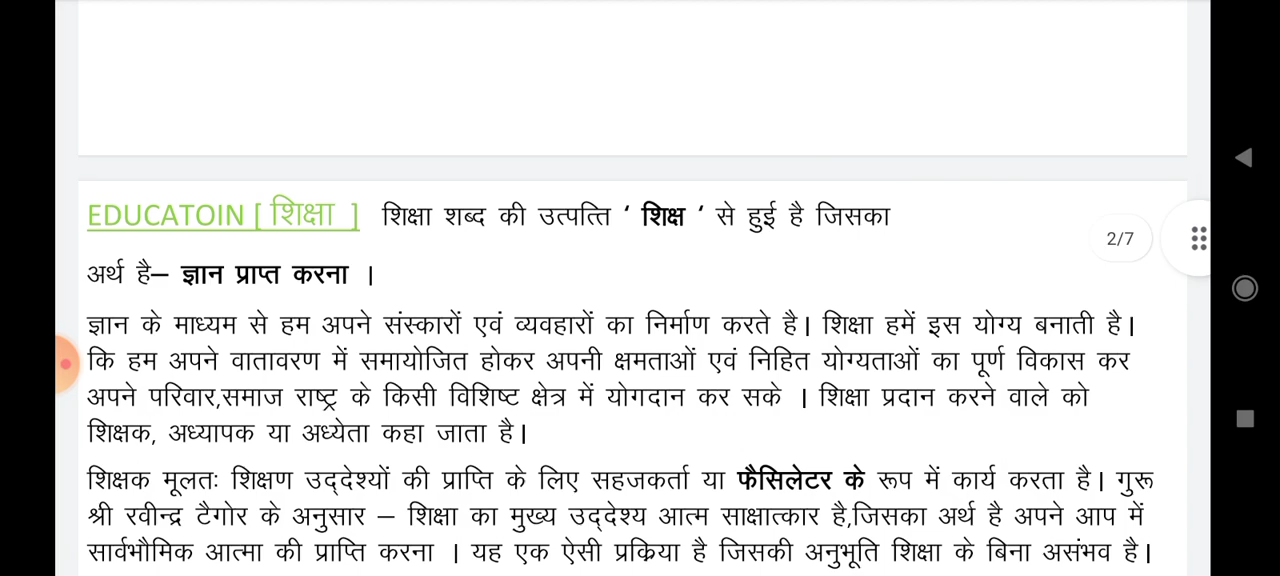 EDUCATOIN [ शिक्षा ] शिक्षा शब्द की उत्पत्ति ‘ शिक्ष ‘ से हुई है जिसका
2/7
अर्थ है– ज्ञान प्राप्त करना ।
ज्ञान के माध्यम से हम अपने संस्कारों एवं व्यवहारों का निर्माण करते है। शिक्षा हमें इस योग्य बनाती है।
कि हम अपने वातावरण में समायोजित होकर अपनी क्षमताओं एवं निहित योग्यताओं का पूर्ण विकास कर
अपने परिवार,समाज राष्ट्र के किसी विशिष्ट क्षेत्र में योगदान कर सके । शिक्षा प्रदान करने वाले को
शिक्षक, अध्यापक या अध्येता कहा जाता है।
शिक्षक मूलतः शिक्षण उद्देश्यों की प्राप्ति के लिए सहजकर्ता या फैसिलेटर के रूप में कार्य करता है। गुरू
श्री रवीन्द्र टैगोर के अनुसार – शिक्षा का मुख्य उद्देश्य आत्म साक्षात्कार है,जिसका अर्थ है अपने आप में
सार्वभौमिक आत्मा की प्राप्ति करना । यह एक ऐसी प्रक्रिया है जिसकी अनुभूति शिक्षा के बिना असंभव है।